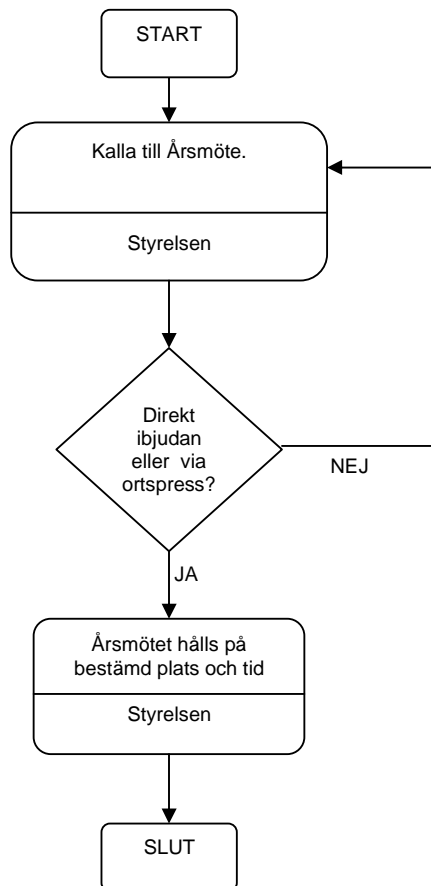 START
Kalla till Årsmöte.
Styrelsen
Direkt
ibjudan
eller via
ortspress?
NEJ
JA
Årsmötet hålls på
bestämd plats och tid
Styrelsen
SLUT